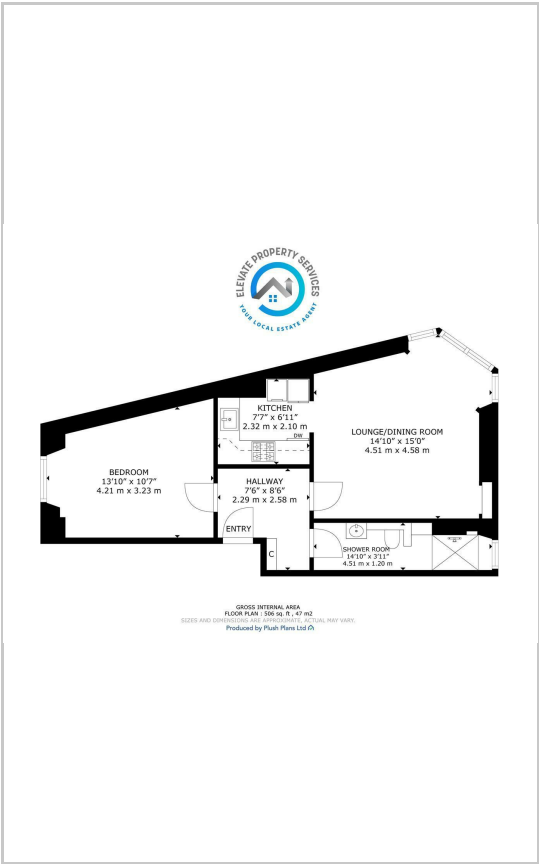 ELEVATE PROPERTY SERVICES
YOUR LOCAL ESTATE AGENT
KITCHEN
7'7" x 6'11"
2.32 m x 2.10 m
DW
LOUNGE/DINING ROOM
14'10" x 15'0"
4.51 m x 4.58 m
BEDROOM
13'10" x 10'7"
4.21 m x 3.23 m
HALLWAY
7'6" x 8'6"
2.29 m x 2.58 m
ENTRY
C
SHOWER ROOM
14'10" x 3'11"
4.51 m x 1.20 m
GROSS INTERNAL AREA
FLOOR PLAN : 506 sq. ft , 47 m2
SIZES AND DIMENSIONS ARE APPROXIMATE, ACTUAL MAY VARY.
Produced by Plush Plans Ltd